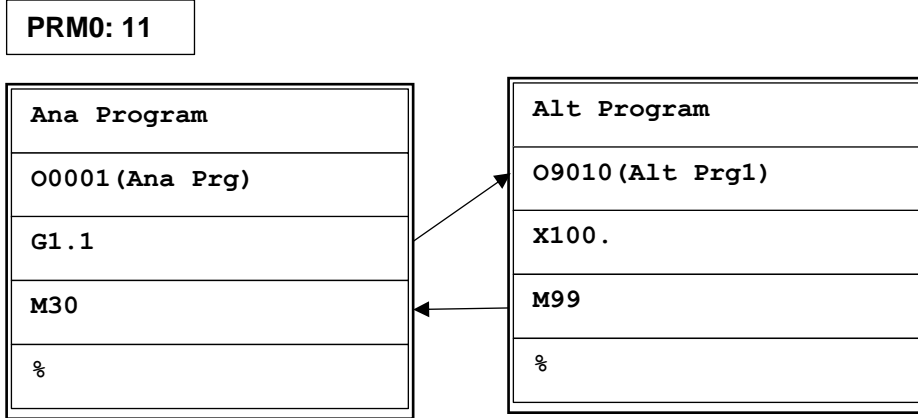 PRM0: 11
Ana Program
O0001(Ana Prg)
G1.1
M30
%
Alt Program
O9010(Alt Prg1)
X100.
M99
%